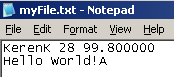 myFile.txt - Notepad
File Edit Format View Help
KerenK 28 99.800000
Hello World!A